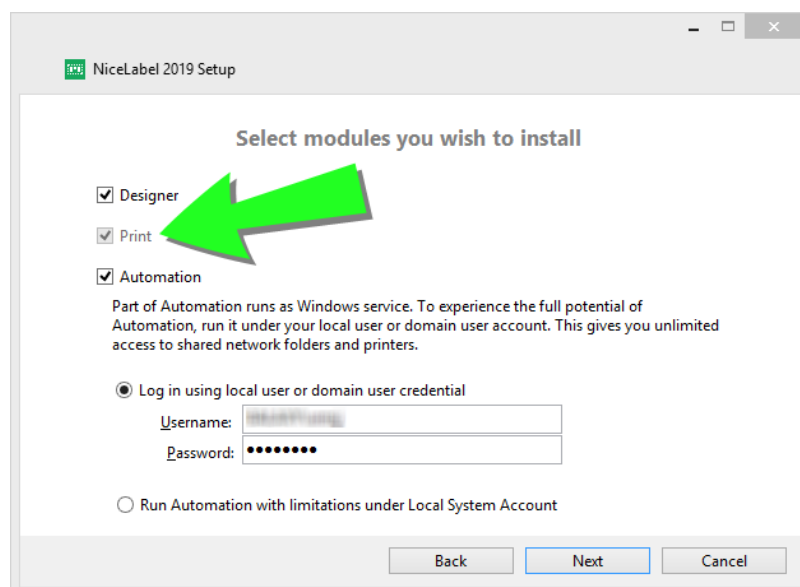 NiceLabel 2019 Setup
Select modules you wish to install
Designer
Print
Automation
Part of Automation runs as Windows service. To experience the full potential of
Automation, run it under your local user or domain user account. This gives you unlimited
access to shared network folders and printers.
Log in using local user or domain user credential
Username:
Password: ●●●●●●●●
Run Automation with limitations under Local System Account
Back Next Cancel